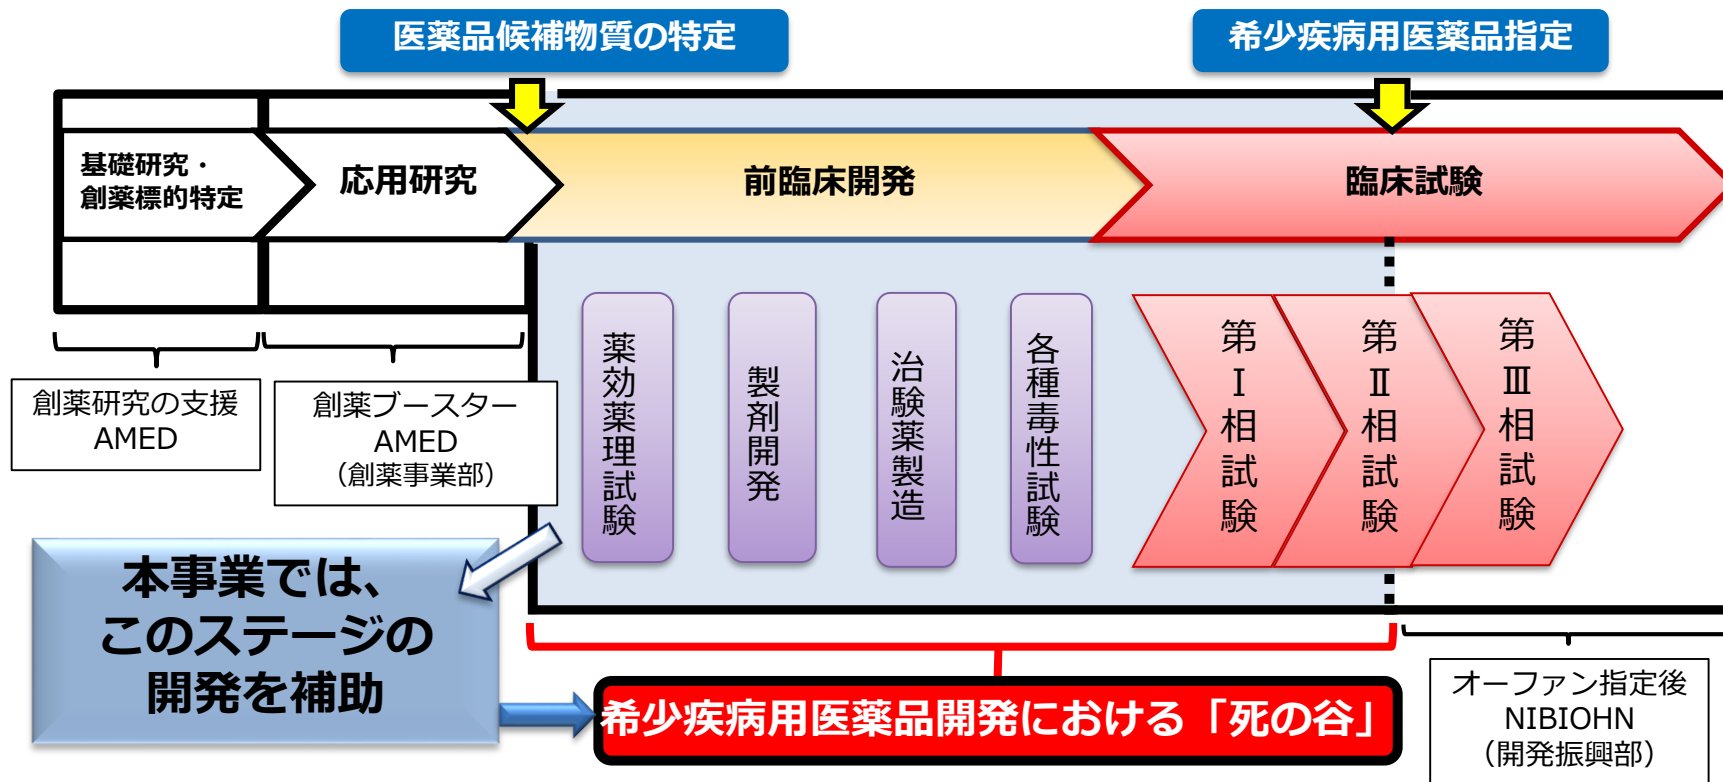 医薬品候補物質の特定
希少疾病用医薬品指定
基礎研究・
創薬標的特定
応用研究
前臨床開発
臨床試験
薬効薬理試験
製剤開発
治験薬製造
各種毒性試験
第Ⅰ相試験
第Ⅱ相試験
第Ⅲ相試験
創薬研究の支援
AMED
創薬ブースター
AMED
（創薬事業部）
本事業では、
このステージの
開発を補助
希少疾病用医薬品開発における「死の谷」
オーファン指定後
NIBIOHN
（開発振興部）